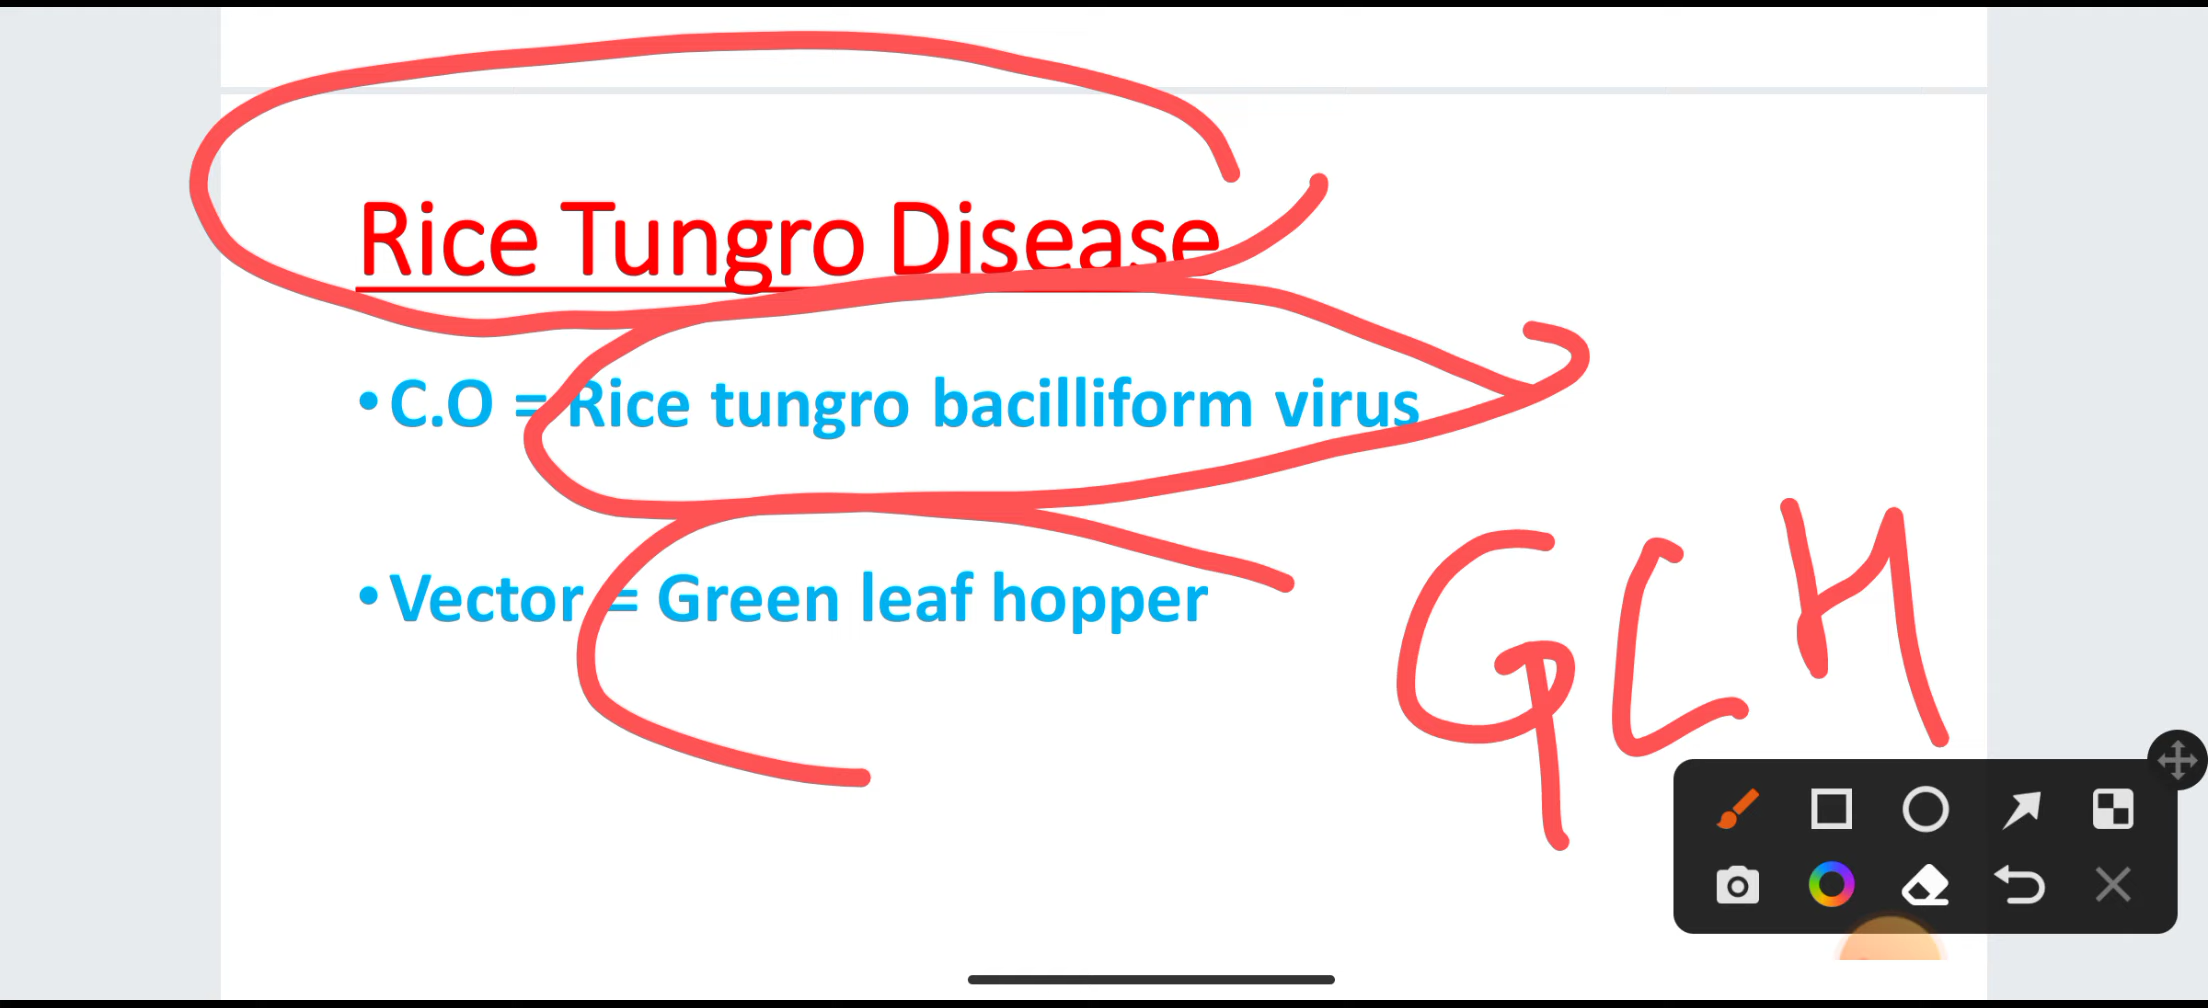 Rice Tungro Disease
• C.O = Rice tungro bacilliform virus
• Vector = Green leaf hopper
GLH